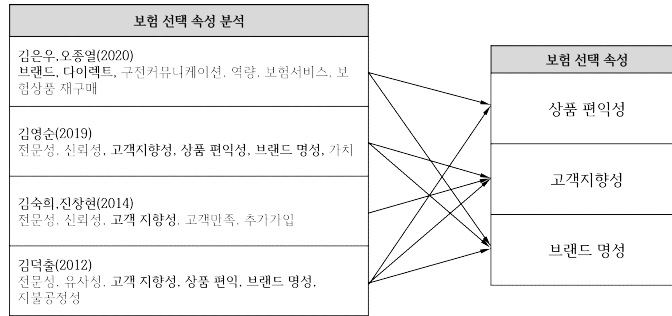 보험 선택 속성 분석
김은우,오종열(2020)
브랜드, 다이렉트, 구전커뮤니케이션, 역량, 보험서비스, 보
험상품 재구매
김영순(2019)
전문성, 신뢰성, 고객지향성, 상품 편익성, 브랜드 명성, 가치
김숙희,진창현(2014)
전문성, 신뢰성, 고객 지향성, 고객만족, 추가가입
김덕출(2012)
전문성, 유사성, 고객 지향성, 상품 편익, 브랜드 명성,
지불공정성
보험 선택 속성
상품 편익성
고객지향성
브랜드 명성